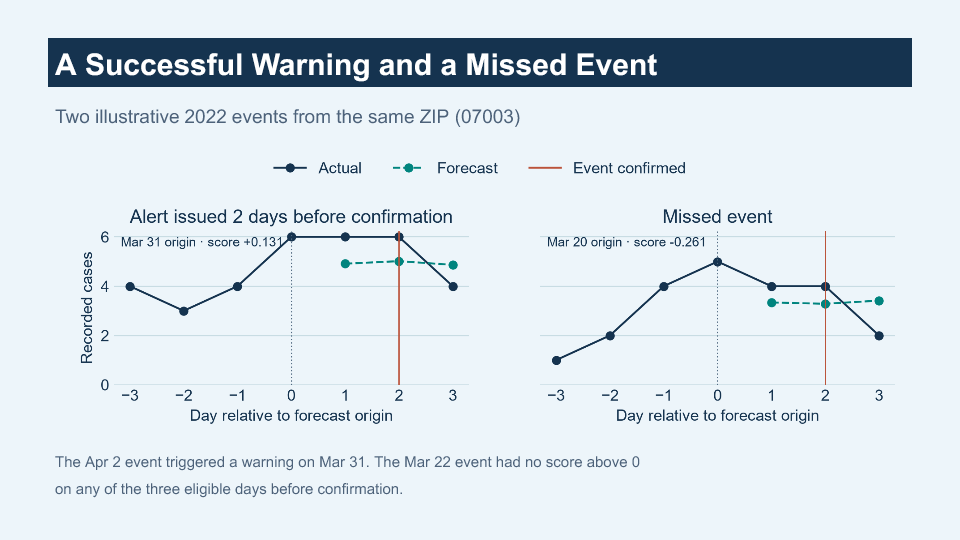 A Successful Warning and a Missed Event
Two illustrative 2022 events from the same ZIP (07003)
Actual
Forecast
Event confirmed
Alert issued 2 days before confirmation
Mar 31 origin · score +0.131
Recorded cases
6
4
2
0
−3 −2 −1 0 1 2 3
Day relative to forecast origin
Missed event
Mar 20 origin · score -0.261
−3 −2 −1 0 1 2 3
Day relative to forecast origin
The Apr 2 event triggered a warning on Mar 31. The Mar 22 event had no score above 0
on any of the three eligible days before confirmation.